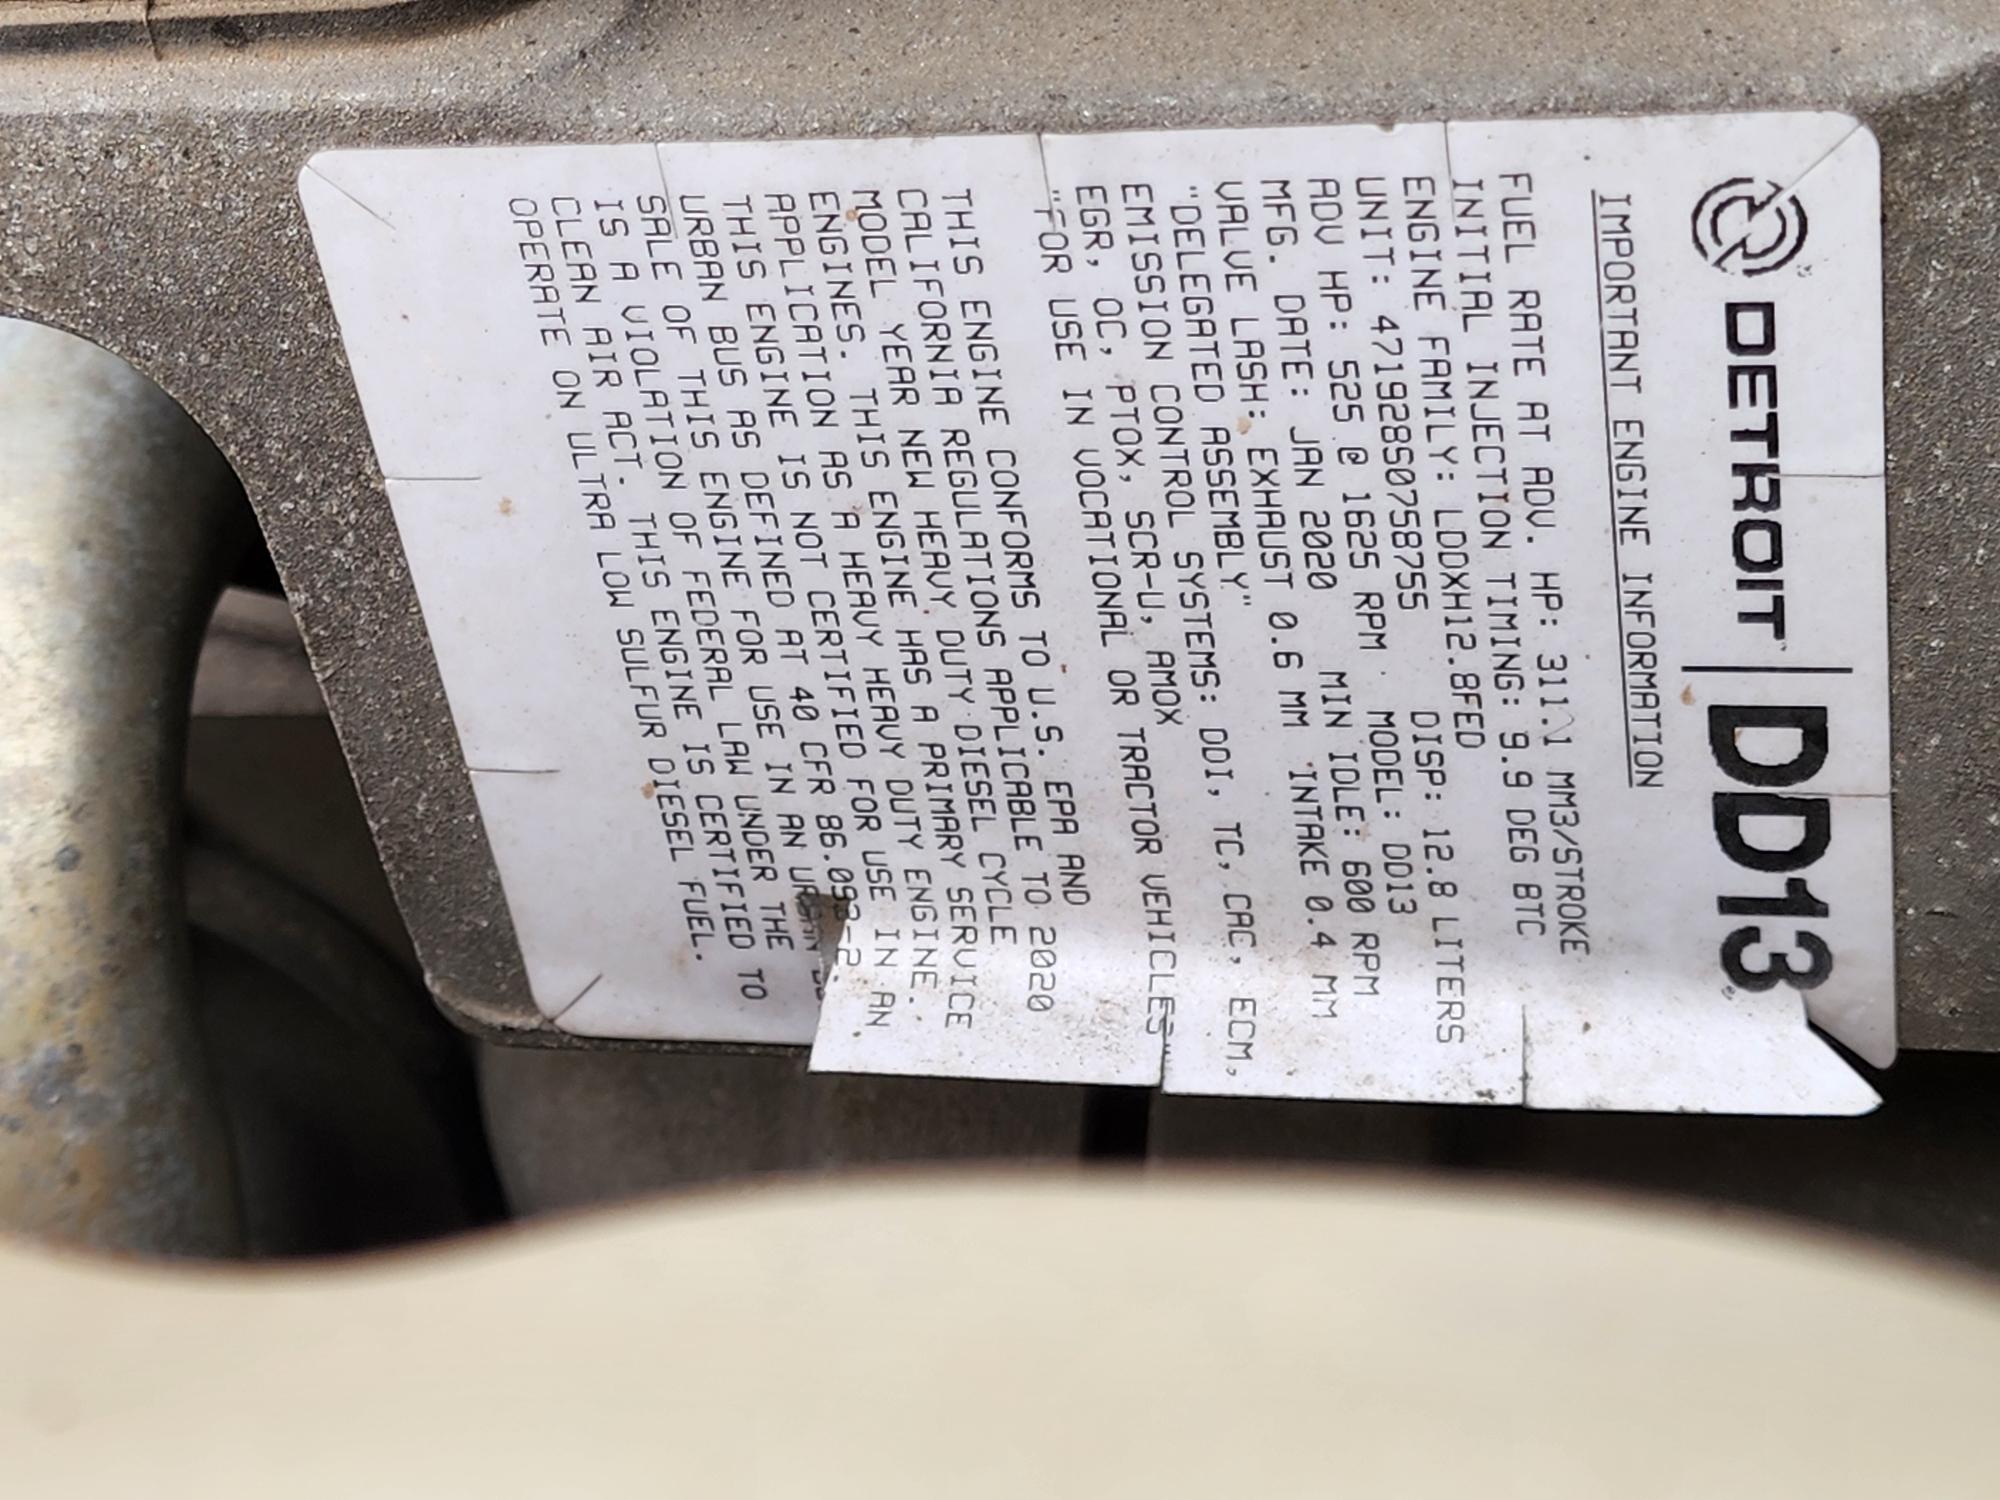 DETROIT | DD13
IMPORTANT ENGINE INFORMATION
FUEL RATE AT ADV. HP: 311.1 MM3/STROKE
INITIAL INJECTION TIMING: 9.9 DEG BTC
ENGINE FAMILY: LDDXH12.8FED DISP: 12.8 LITERS
UNIT: 471928S0758755 MODEL: DD13
ADV HP: 525 @ 1625 RPM MIN IDLE: 600 RPM
MFG. DATE: JAN 2020
VALVE LASH: EXHAUST 0.6 MM INTAKE 0.4 MM
"DELEGATED ASSEMBLY"
EMISSION CONTROL SYSTEMS: DDI, TC, CAC, ECM,
EGR, OC, PTOX, SCR-U, AMOX
"FOR USE IN VOCATIONAL OR TRACTOR VEHICLES"
THIS ENGINE CONFORMS TO U.S. EPA AND
CALIFORNIA REGULATIONS APPLICABLE TO 2020
MODEL YEAR NEW HEAVY DUTY DIESEL CYCLE
ENGINES. THIS ENGINE HAS A PRIMARY SERVICE
APPLICATION AS A HEAVY HEAVY DUTY ENGINE.
THIS ENGINE IS NOT CERTIFIED FOR USE IN AN
URBAN BUS AS DEFINED AT 40 CFR 86.093-2.
SALE OF THIS ENGINE FOR USE IN AN URBAN
IS A VIOLATION OF FEDERAL LAW UNDER THE
CLEAN AIR ACT. THIS ENGINE IS CERTIFIED TO
OPERATE ON ULTRA LOW SULFUR DIESEL FUEL.